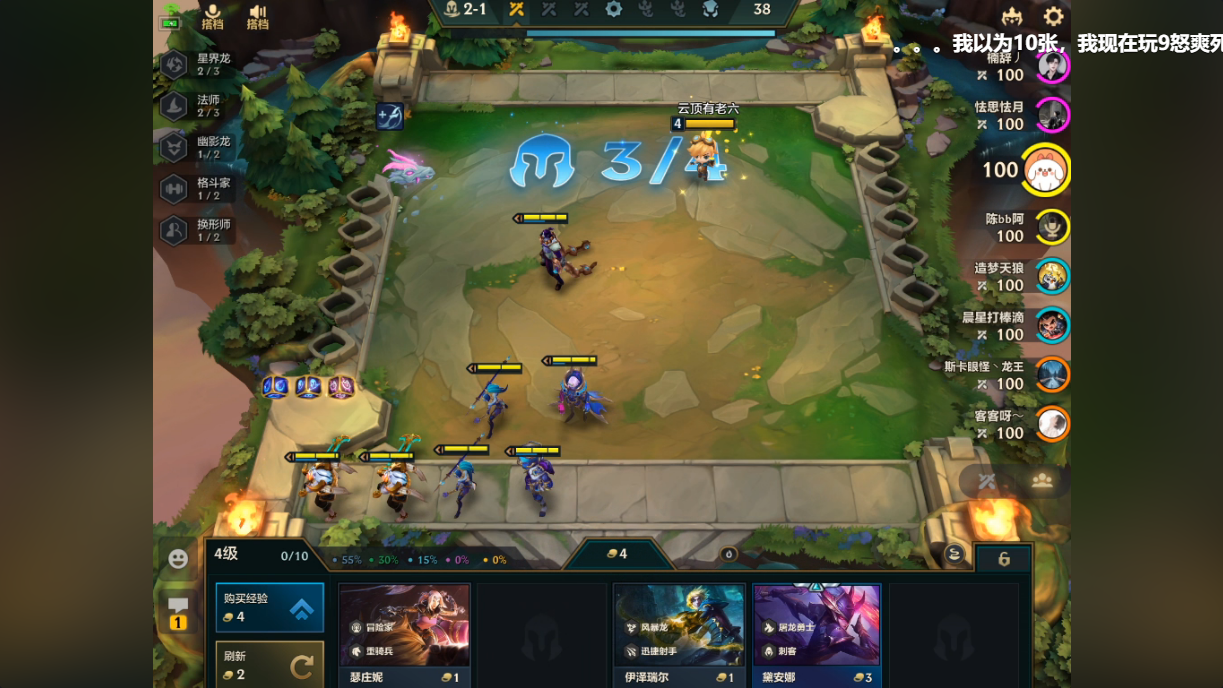 搭档
搭档
2-1
38
。。。我以为10张，我现在玩9怒爽死
星界龙
2 / 3
法师
2 / 3
幽影龙
1 / 2
格斗家
1 / 2
换形师
1 / 2
云顶有老六
4
3/4
楠辞丿
100
怯思怯月
100
100
陈bb阿
100
造梦天狼
100
晨星打棒滴
100
斯卡眼怪丶龙王
100
客客呀～
100
4级
0/10
55%
30%
15%
0%
0%
4
6
1
购买经验
4
刷新
2
冒险家
重骑兵
瑟庄妮
1
风暴龙
迅捷射手
伊泽瑞尔
1
屠龙勇士
刺客
黛安娜
3